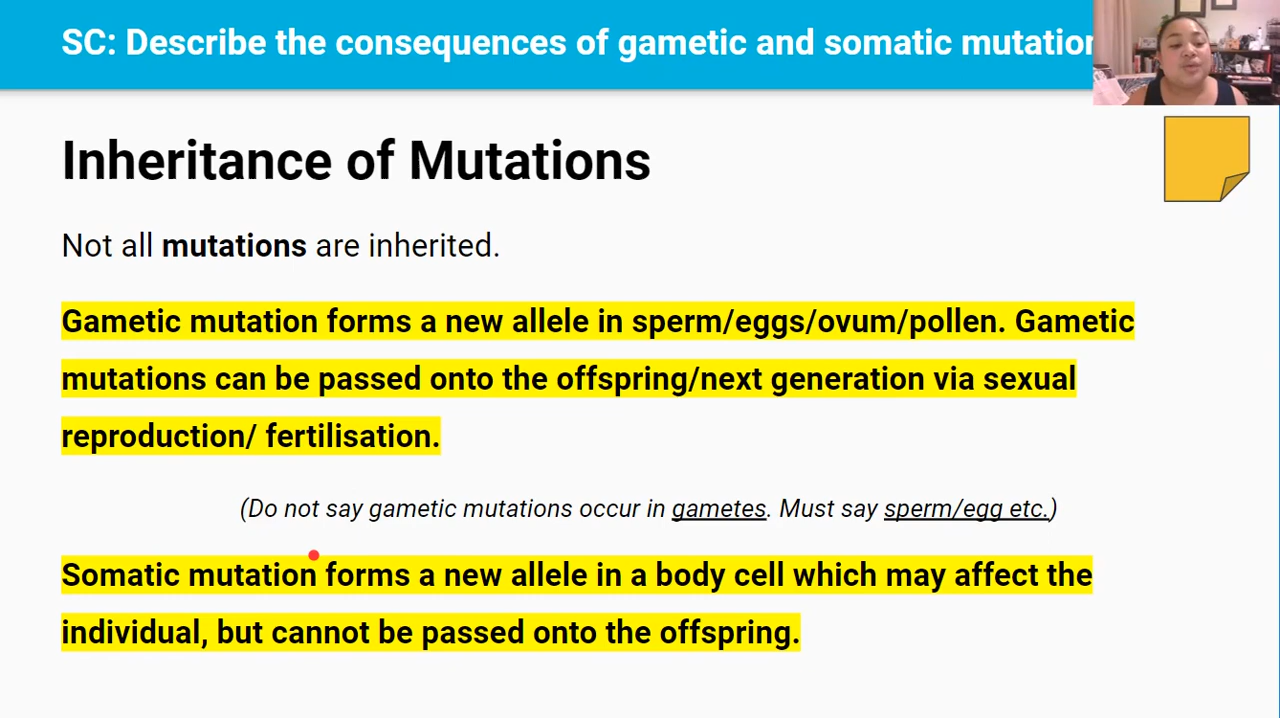 SC: Describe the consequences of gametic and somatic mutation
Inheritance of Mutations
Not all mutations are inherited.
Gametic mutation forms a new allele in sperm/eggs/ovum/pollen. Gametic
mutations can be passed onto the offspring/next generation via sexual
reproduction/ fertilisation.
(Do not say gametic mutations occur in gametes. Must say sperm/egg etc.)
Somatic mutation forms a new allele in a body cell which may affect the
individual, but cannot be passed onto the offspring.